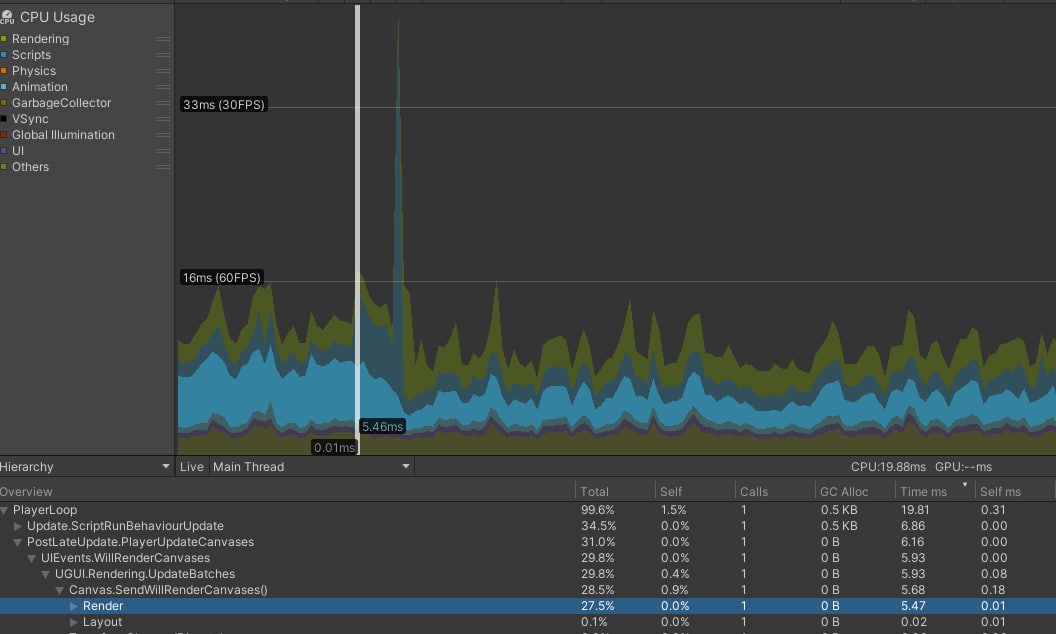 CPU Usage
Rendering
Scripts
Physics
Animation
GarbageCollector
VSync
Global Illumination
UI
Others
33ms (30FPS)
16ms (60FPS)
5.46ms
0.01ms
Hierarchy Live Main Thread CPU:19.88ms GPU:--ms
Overview Total Self Calls GC Alloc Time ms Self ms
PlayerLoop 99.6% 1.5% 1 0.5 KB 19.81 0.31
Update.ScriptRunBehaviourUpdate 34.5% 0.0% 1 0.5 KB 6.86 0.00
PostLateUpdate.PlayerUpdateCanvases 31.0% 0.0% 1 0 B 6.16 0.00
UIEvents.WillRenderCanvases 29.8% 0.0% 1 0 B 5.93 0.00
UGUI.Rendering.UpdateBatches 29.8% 0.4% 1 0 B 5.93 0.08
Canvas.SendWillRenderCanvases() 28.5% 0.9% 1 0 B 5.68 0.18
Render 27.5% 0.0% 1 0 B 5.47 0.01
Layout 0.1% 0.0% 1 0 B 0.02 0.01